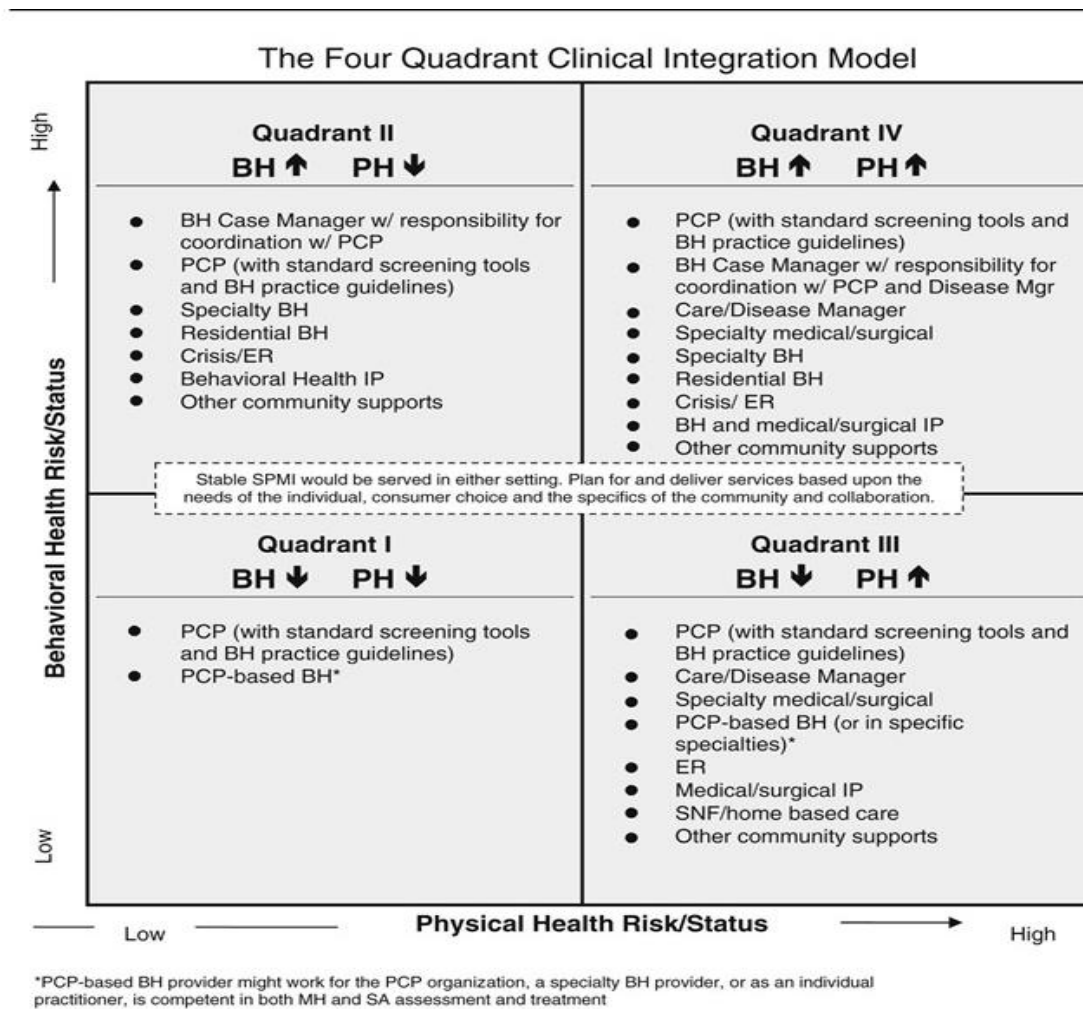 The Four Quadrant Clinical Integration Model
High
Behavioral Health Risk/Status
Low
Quadrant II
BH ↑ PH ↓
● BH Case Manager w/ responsibility for
coordination w/ PCP
● PCP (with standard screening tools
and BH practice guidelines)
● Specialty BH
● Residential BH
● Crisis/ER
● Behavioral Health IP
● Other community supports
Quadrant IV
BH ↑ PH ↑
● PCP (with standard screening tools and
BH practice guidelines)
● BH Case Manager w/ responsibility for
coordination w/ PCP and Disease Mgr
● Care/Disease Manager
● Specialty medical/surgical
● Specialty BH
● Residential BH
● Crisis/ ER
● BH and medical/surgical IP
● Other community supports
Stable SPMI would be served in either setting. Plan for and deliver services based upon the
needs of the individual, consumer choice and the specifics of the community and collaboration.
Quadrant I
BH ↓ PH ↓
● PCP (with standard screening tools
and BH practice guidelines)
● PCP-based BH*
Quadrant III
BH ↓ PH ↑
● PCP (with standard screening tools and
BH practice guidelines)
● Care/Disease Manager
● Specialty medical/surgical
● PCP-based BH (or in specific
specialties)*
● ER
● Medical/surgical IP
● SNF/home based care
● Other community supports
Low
Physical Health Risk/Status
High
*PCP-based BH provider might work for the PCP organization, a specialty BH provider, or as an individual
practitioner, is competent in both MH and SA assessment and treatment